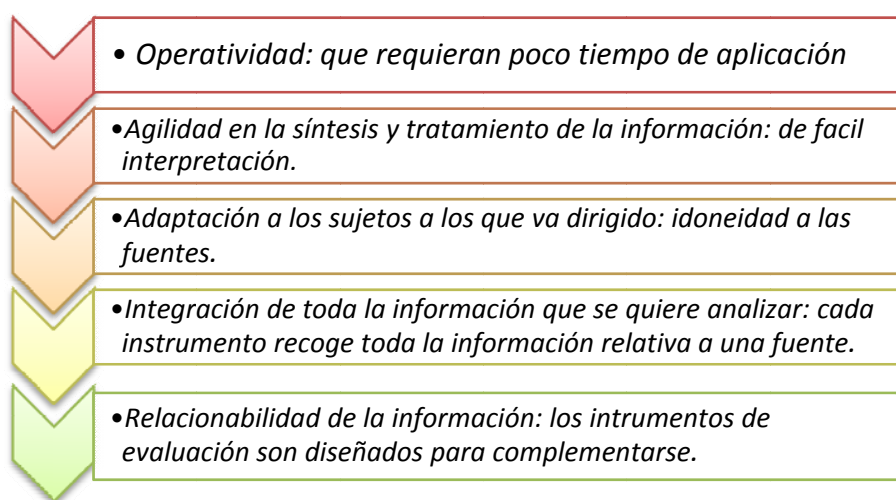 • Operatividad: que requieran poco tiempo de aplicación
•Agilidad en la síntesis y tratamiento de la información: de facil
interpretación.
•Adaptación a los sujetos a los que va dirigido: idoneidad a las
fuentes.
•Integración de toda la información que se quiere analizar: cada
instrumento recoge toda la información relativa a una fuente.
•Relacionabilidad de la información: los intrumentos de
evaluación son diseñados para complementarse.